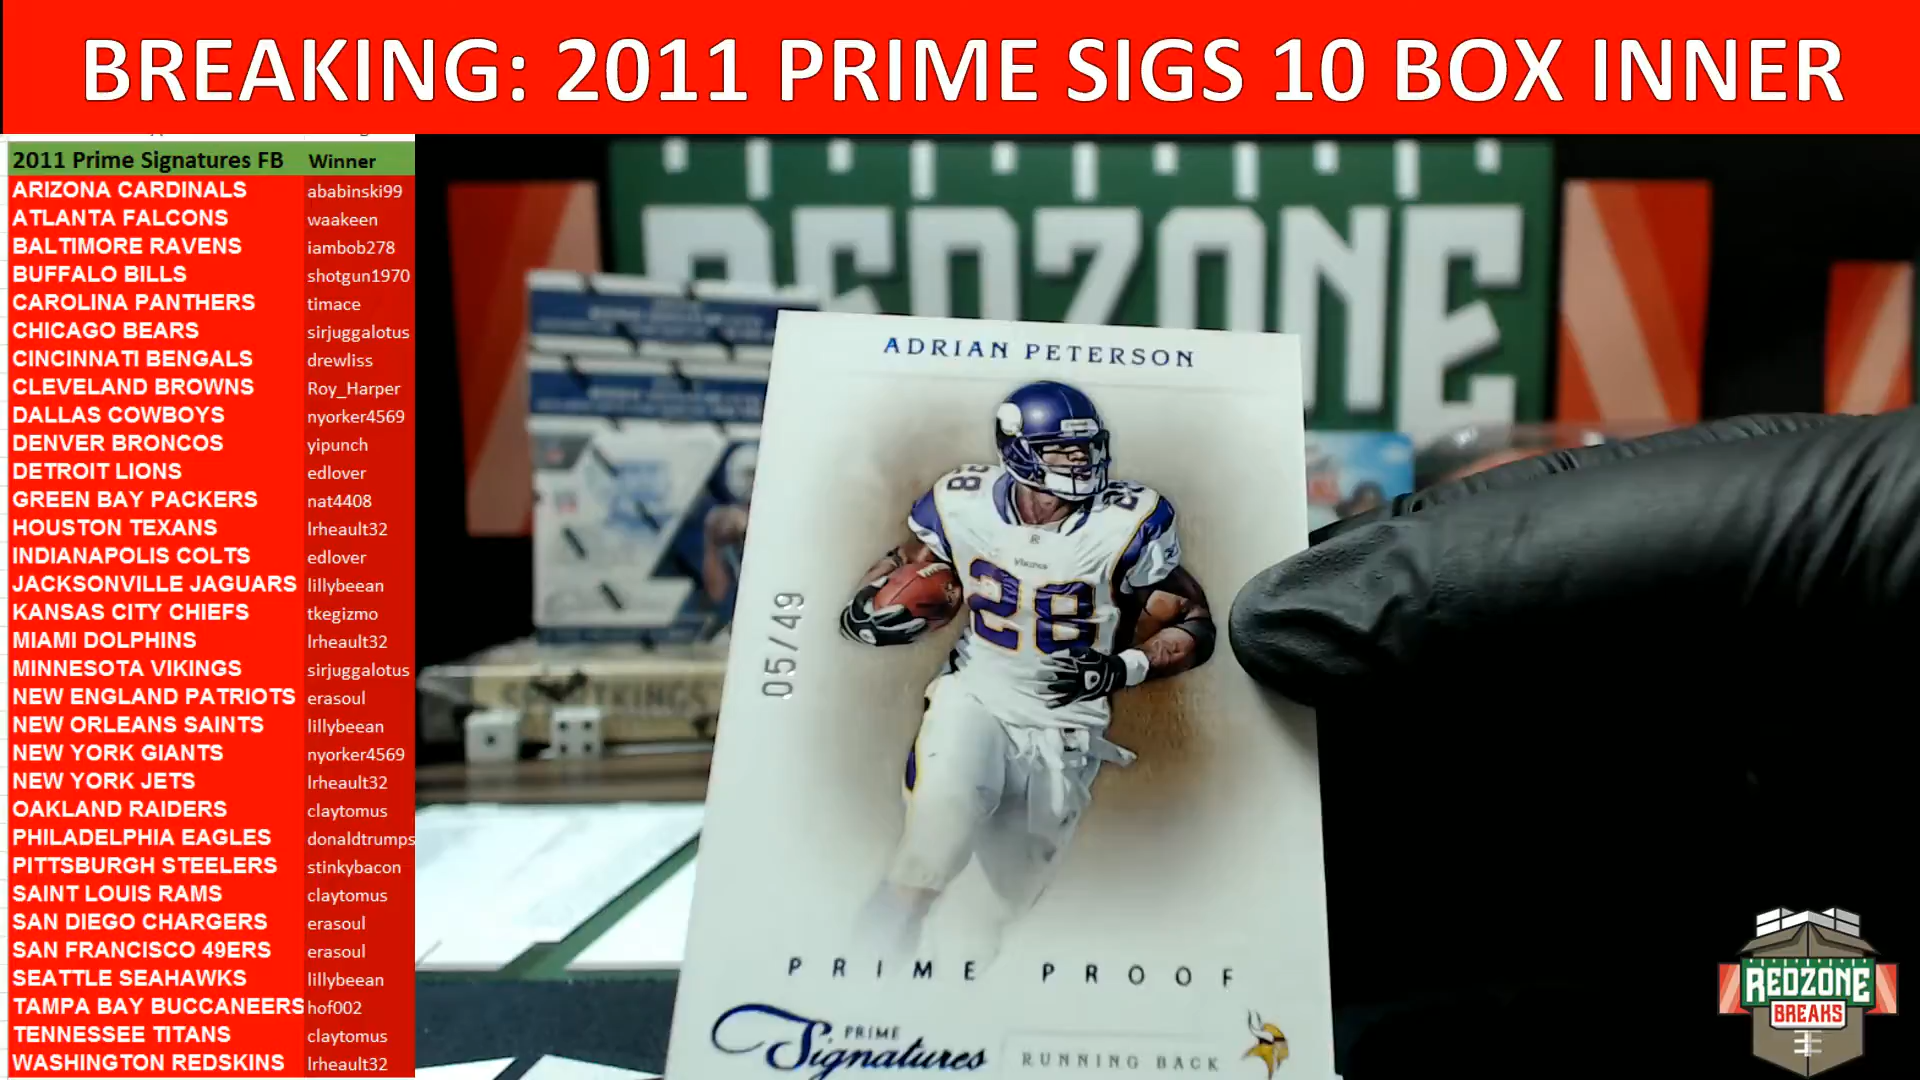 BREAKING: 2011 PRIME SIGS 10 BOX INNER
2011 Prime Signatures FB Winner
ARIZONA CARDINALS ababinski99
ATLANTA FALCONS waakeen
BALTIMORE RAVENS iambob278
BUFFALO BILLS shotgun1970
CAROLINA PANTHERS timace
CHICAGO BEARS sirjuggalotus
CINCINNATI BENGALS drewliss
CLEVELAND BROWNS Roy_Harper
DALLAS COWBOYS nyorker4569
DENVER BRONCOS yipunch
DETROIT LIONS edlover
GREEN BAY PACKERS nat4408
HOUSTON TEXANS lrheault32
INDIANAPOLIS COLTS edlover
JACKSONVILLE JAGUARS lillybeean
KANSAS CITY CHIEFS tkegizmo
MIAMI DOLPHINS lrheault32
MINNESOTA VIKINGS sirjuggalotus
NEW ENGLAND PATRIOTS erasoul
NEW ORLEANS SAINTS lillybeean
NEW YORK GIANTS nyorker4569
NEW YORK JETS lrheault32
OAKLAND RAIDERS claytomus
PHILADELPHIA EAGLES donaldtrumps
PITTSBURGH STEELERS stinkybacon
SAINT LOUIS RAMS claytomus
SAN DIEGO CHARGERS erasoul
SAN FRANCISCO 49ERS erasoul
SEATTLE SEAHAWKS lillybeean
TAMPA BAY BUCCANEERS hof002
TENNESSEE TITANS claytomus
WASHINGTON REDSKINS lrheault32
REDZONE
ADRIAN PETERSON
28
28
Vikings
28
05/49
PRIME PROOF
PRIME
Signatures
RUNNING BACK
SPORTKINGS
REDZONE
BREAKS